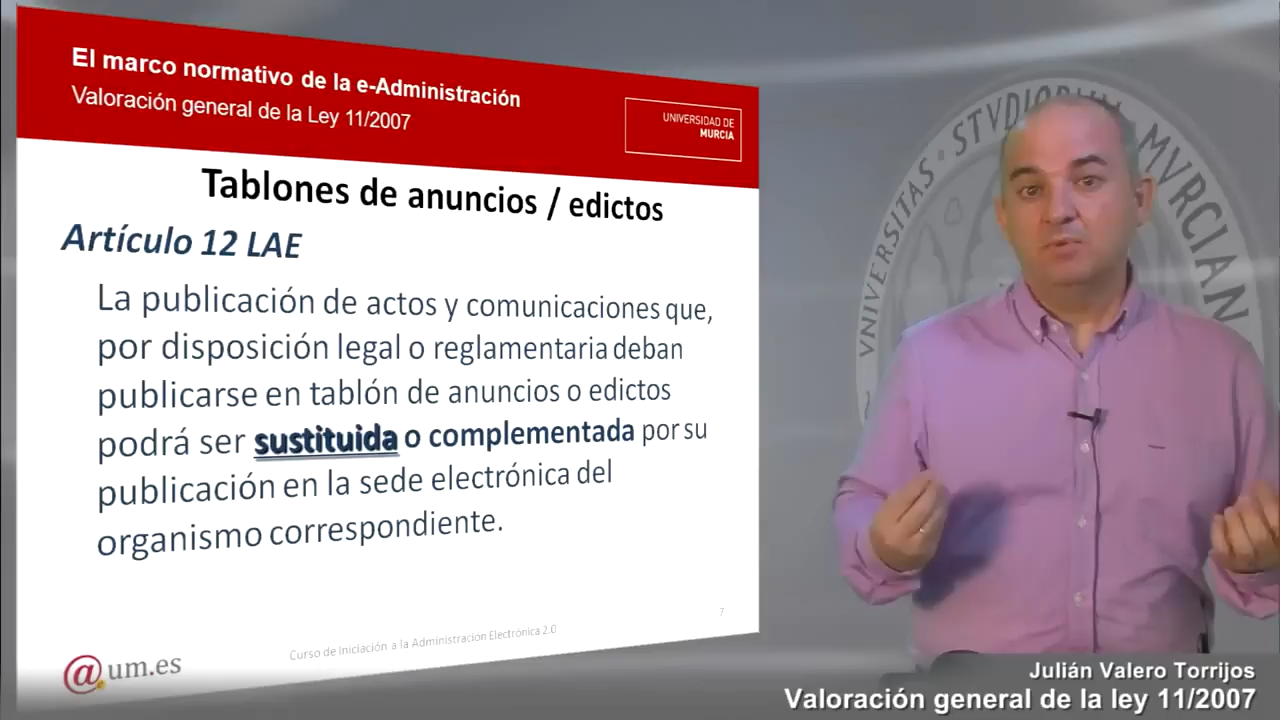 El marco normativo de la e-Administración
Valoración general de la Ley 11/2007
UNIVERSIDAD DE
MURCIA
Tablones de anuncios / edictos
Artículo 12 LAE
La publicación de actos y comunicaciones que,
por disposición legal o reglamentaria deban
publicarse en tablón de anuncios o edictos
podrá ser sustituida o complementada por su
publicación en la sede electrónica del
organismo correspondiente.
7
Curso de Iniciación a la Administración Electrónica 2.0
@um.es
UNIVERSITAS · STVDIORVM MVRCIAN
Julián Valero Torrijos
Valoración general de la ley 11/2007